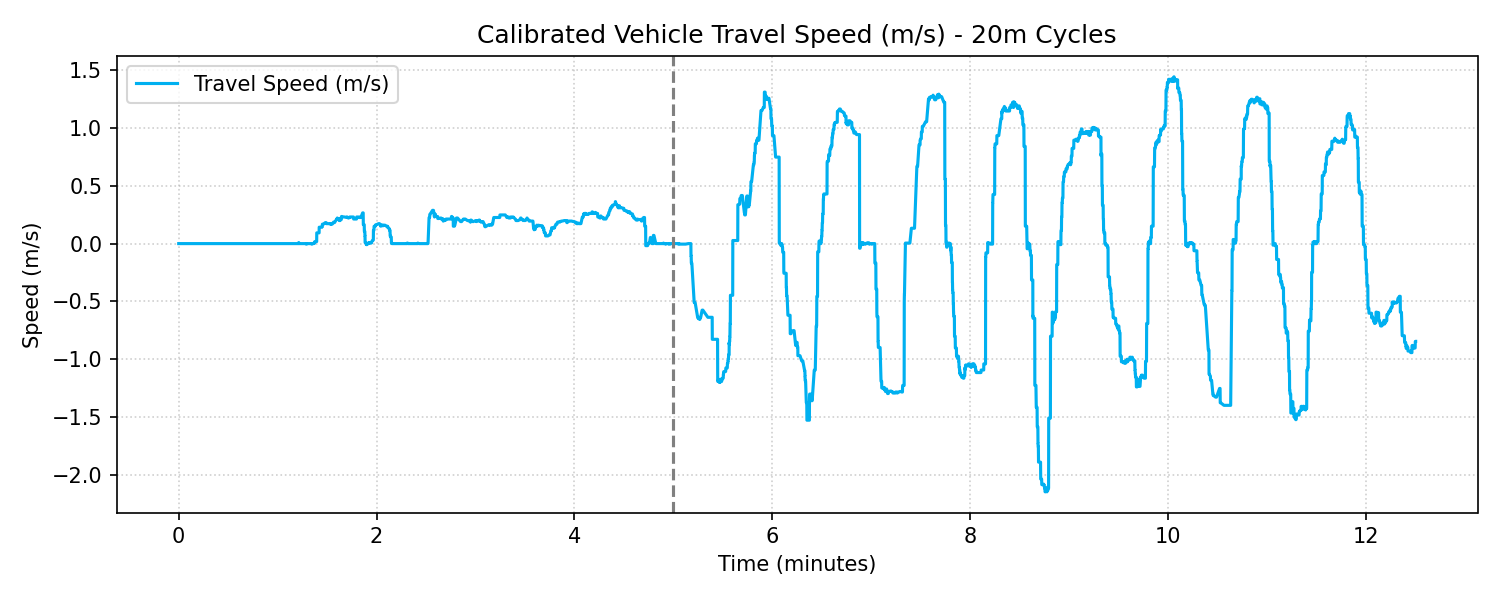 Calibrated Vehicle Travel Speed (m/s) - 20m Cycles
Travel Speed (m/s)
Speed (m/s)
1.5
1.0
0.5
0.0
−0.5
−1.0
−1.5
−2.0
0 2 4 6 8 10 12
Time (minutes)